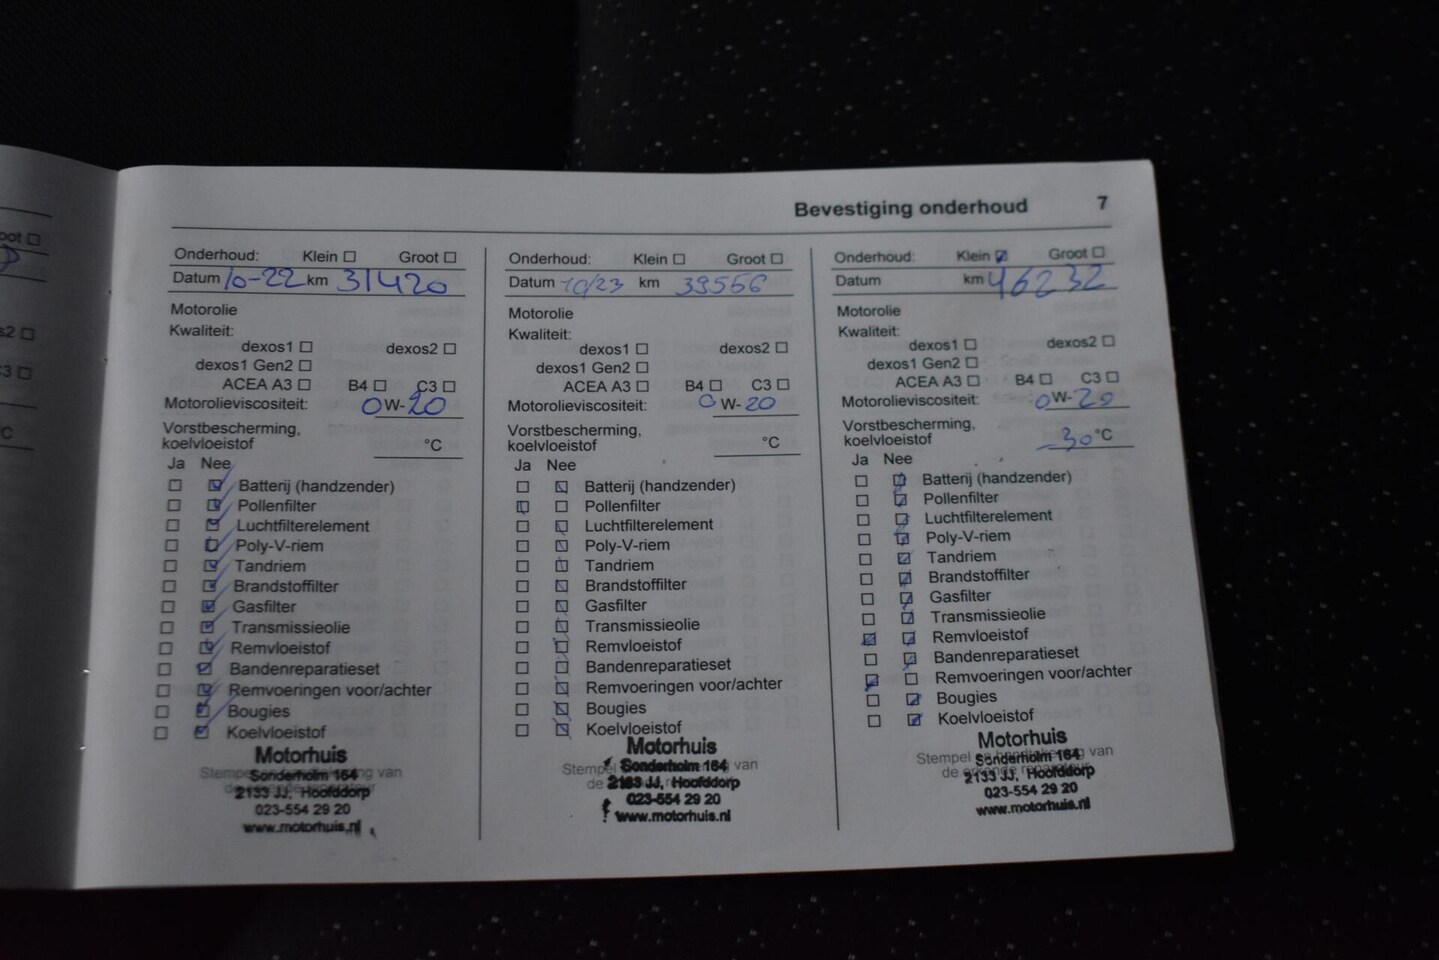 Bevestiging onderhoud 7
Onderhoud: Klein Groot
Datum 10-22 km 31420
Motorolie
Kwaliteit:
dexos1 dexos2
dexos1 Gen2
ACEA A3 B4 C3
Motorolieviscositeit: 0W-20
Vorstbescherming,
koelvloeistof °C
Ja Nee
Batterij (handzender)
Pollenfilter
Luchtfilterelement
Poly-V-riem
Tandriem
Brandstoffilter
Gasfilter
Transmissieolie
Remvloeistof
Bandenreparatieset
Remvoeringen voor/achter
Bougies
Koelvloeistof
Motorhuis
Sonderholm 164
2133 JJ, Hoofddorp
023-554 29 20
www.motorhuis.nl
Onderhoud: Klein Groot
Datum 10/23 km 39556
Motorolie
Kwaliteit:
dexos1 dexos2
dexos1 Gen2
ACEA A3 B4 C3
Motorolieviscositeit: 0W-20
Vorstbescherming,
koelvloeistof °C
Ja Nee
Batterij (handzender)
Pollenfilter
Luchtfilterelement
Poly-V-riem
Tandriem
Brandstoffilter
Gasfilter
Transmissieolie
Remvloeistof
Bandenreparatieset
Remvoeringen voor/achter
Bougies
Koelvloeistof
Motorhuis
Sonderholm 164
2133 JJ, Hoofddorp
023-554 29 20
www.motorhuis.nl
Onderhoud: Klein Groot
Datum km 46232
Motorolie
Kwaliteit:
dexos1 dexos2
dexos1 Gen2
ACEA A3 B4 C3
Motorolieviscositeit: 0W-20
Vorstbescherming,
koelvloeistof -30°C
Ja Nee
Batterij (handzender)
Pollenfilter
Luchtfilterelement
Poly-V-riem
Tandriem
Brandstoffilter
Gasfilter
Transmissieolie
Remvloeistof
Bandenreparatieset
Remvoeringen voor/achter
Bougies
Koelvloeistof
Motorhuis
Stempel en handtekening van
Sonderholm 164
2133 JJ, Hoofddorp
023-554 29 20
www.motorhuis.nl